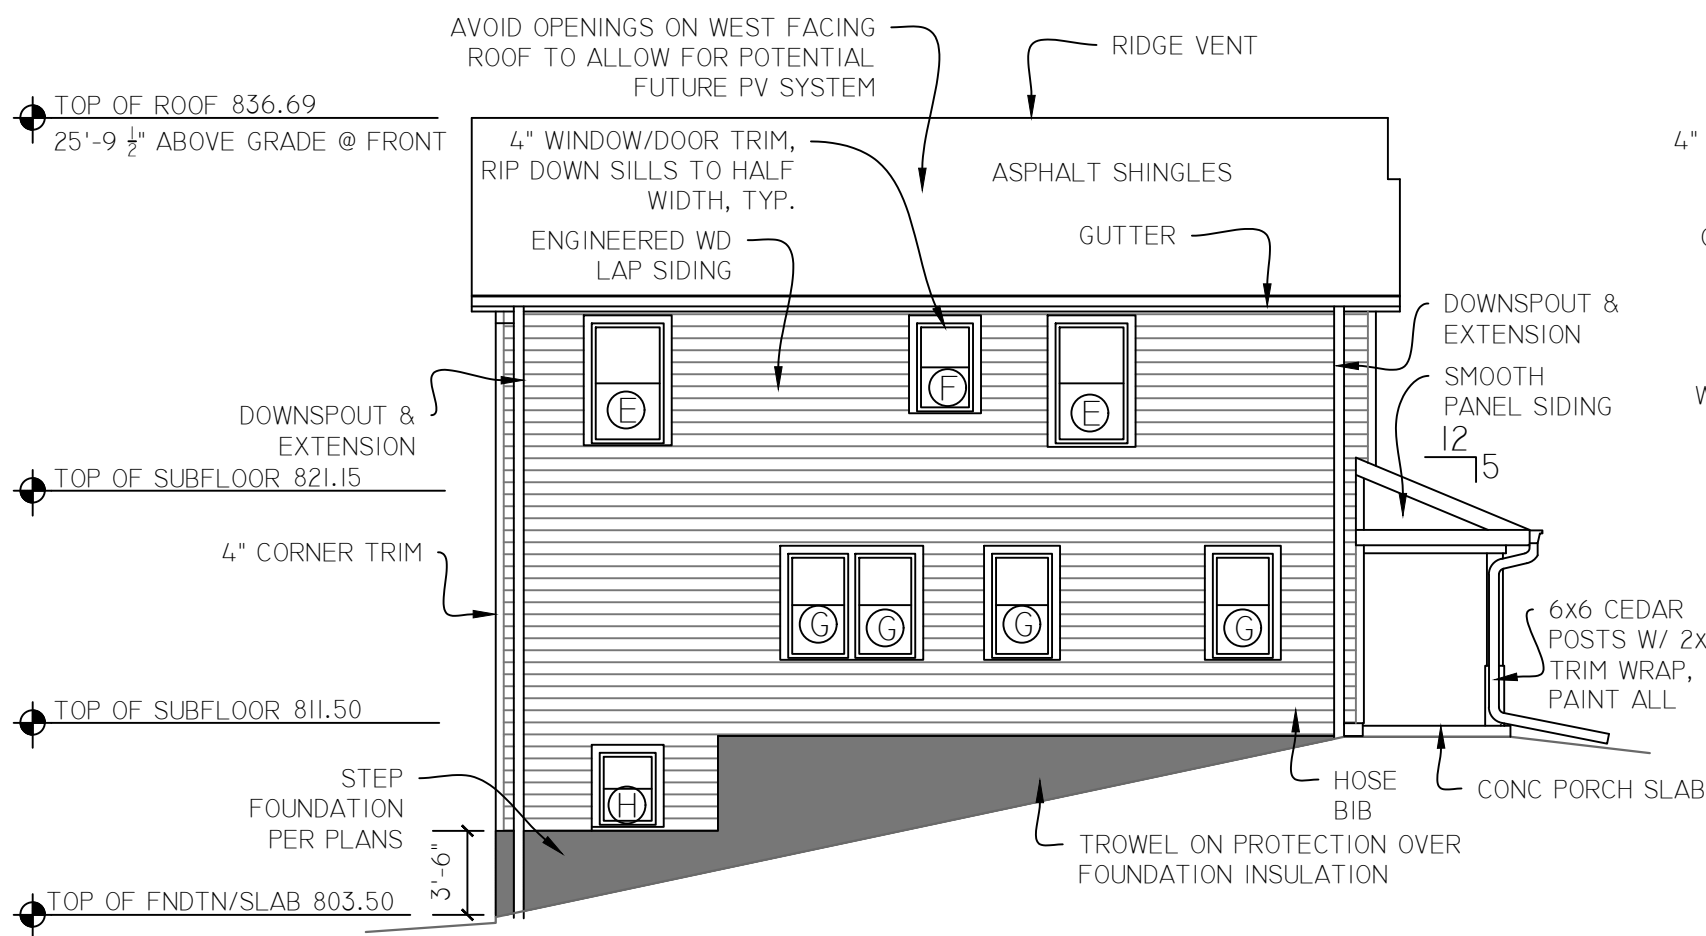 AVOID OPENINGS ON WEST FACING
ROOF TO ALLOW FOR POTENTIAL
FUTURE PV SYSTEM
RIDGE VENT
TOP OF ROOF 836.69
25'-9 ½" ABOVE GRADE @ FRONT
4" WINDOW/DOOR TRIM,
RIP DOWN SILLS TO HALF
WIDTH, TYP.
ASPHALT SHINGLES
4"
ENGINEERED WD
LAP SIDING
GUTTER
DOWNSPOUT &
EXTENSION
SMOOTH
PANEL SIDING
12
5
E
F
E
DOWNSPOUT &
EXTENSION
TOP OF SUBFLOOR 821.15
4" CORNER TRIM
G
G
G
G
6x6 CEDAR
POSTS W/ 2x
TRIM WRAP,
PAINT ALL
TOP OF SUBFLOOR 811.50
STEP
FOUNDATION
PER PLANS
H
HOSE
BIB
CONC PORCH SLAB
TROWEL ON PROTECTION OVER
FOUNDATION INSULATION
3'-6"
TOP OF FNDTN/SLAB 803.50